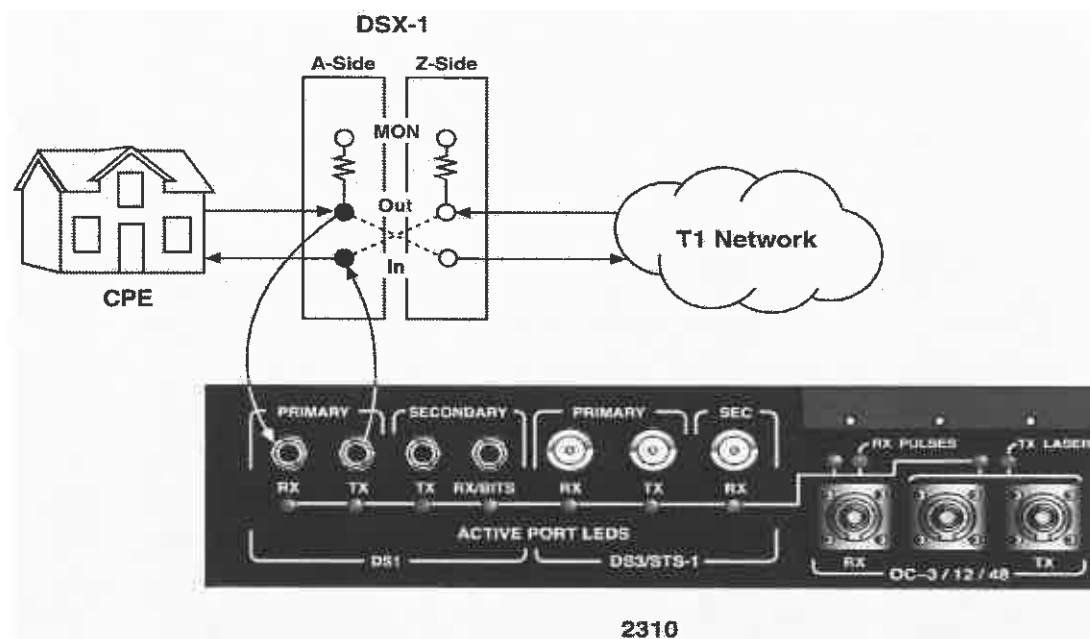 DSX-1
A-Side
Z-Side
MON
Out
In
CPE
T1 Network
PRIMARY
SECONDARY
PRIMARY
SEC
RX PULSES
TX LASER
RX
TX
TX
RX/BITS
RX
TX
RX
ACTIVE PORT LEDS
DS1
DS3/STS-1
RX
TX
OC-3/12/48
2310